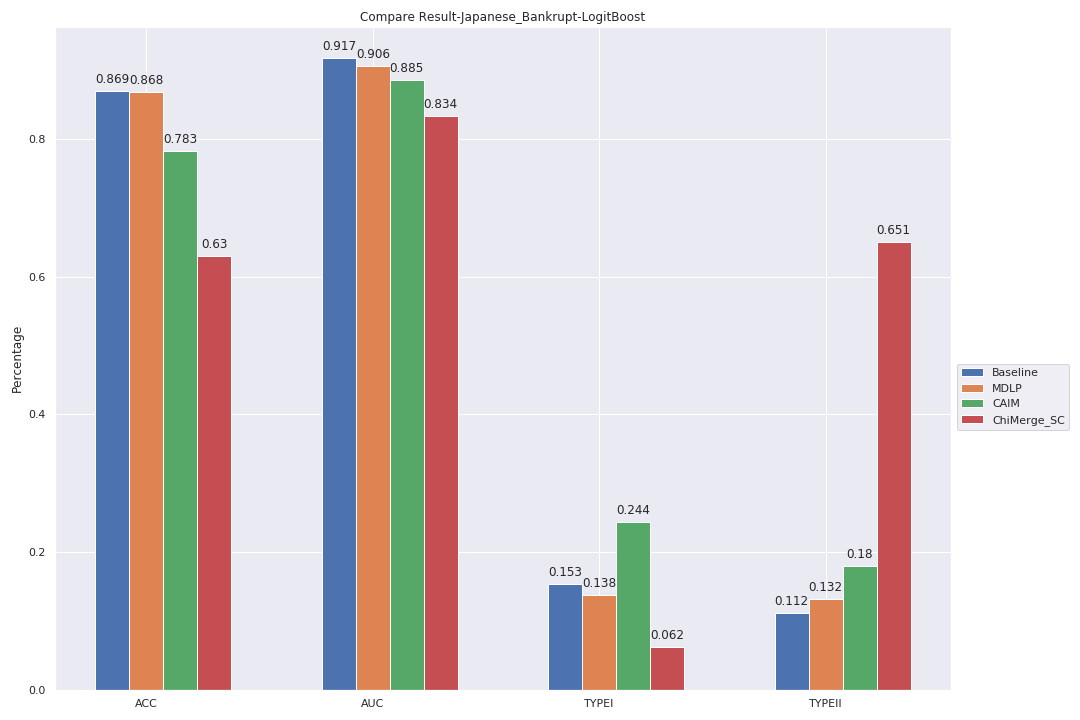 Compare Result-Japanese_Bankrupt-LogitBoost
Percentage
0.8
0.6
0.4
0.2
0.0
0.869
0.868
0.783
0.63
0.917
0.906
0.885
0.834
0.153
0.138
0.244
0.062
0.112
0.132
0.18
0.651
ACC
AUC
TYPEI
TYPEII
Baseline
MDLP
CAIM
ChiMerge_SC